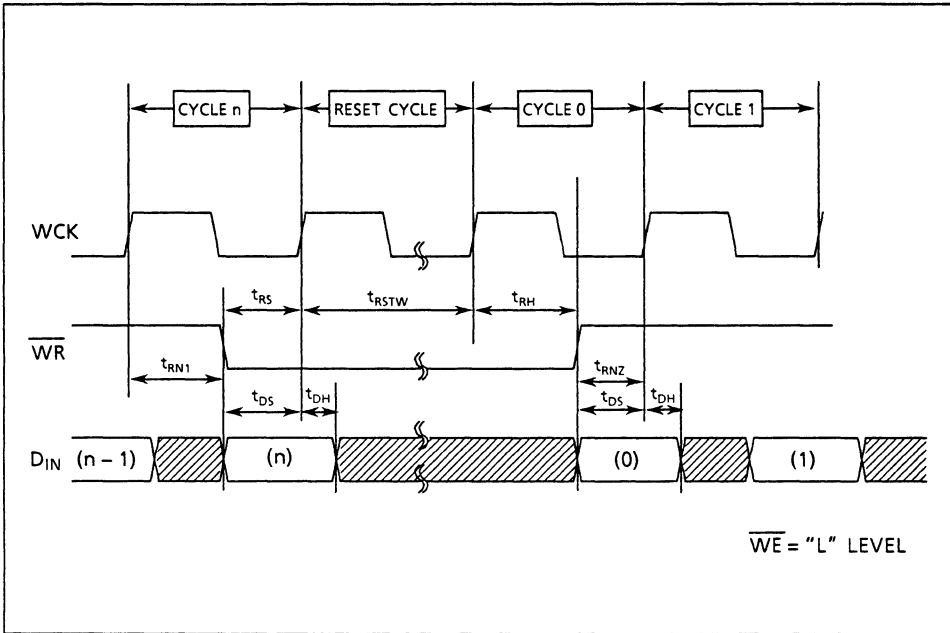 CYCLE n RESET CYCLE CYCLE 0 CYCLE 1
WCK
tRS tRSTW tRH
WR
tRN1 tRNZ
tDS tDH tDS tDH
DIN (n – 1) (n) (0) (1)
WE = "L" LEVEL